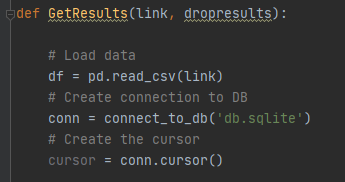 def GetResults(link, dropresults):
# Load data
df = pd.read_csv(link)
# Create connection to DB
conn = connect_to_db('db.sqlite')
# Create the cursor
cursor = conn.cursor()